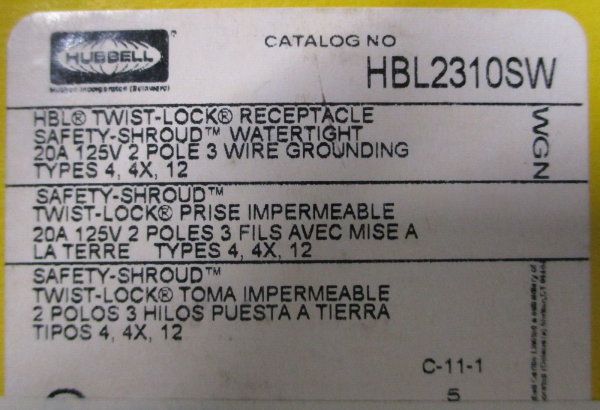 HUBBELL
CATALOG NO
HBL2310SW
HBL® TWIST-LOCK® RECEPTACLE
SAFETY-SHROUD™ WATERTIGHT
20A 125V 2 POLE 3 WIRE GROUNDING
TYPES 4, 4X, 12
WGN
SAFETY-SHROUD™
TWIST-LOCK® PRISE IMPERMEABLE
20A 125V 2 POLES 3 FILS AVEC MISE A
LA TERRE TYPES 4, 4X, 12
SAFETY-SHROUD™
TWIST-LOCK® TOMA IMPERMEABLE
2 POLOS 3 HILOS PUESTA A TIERRA
TIPOS 4, 4X, 12
C-11-1
5